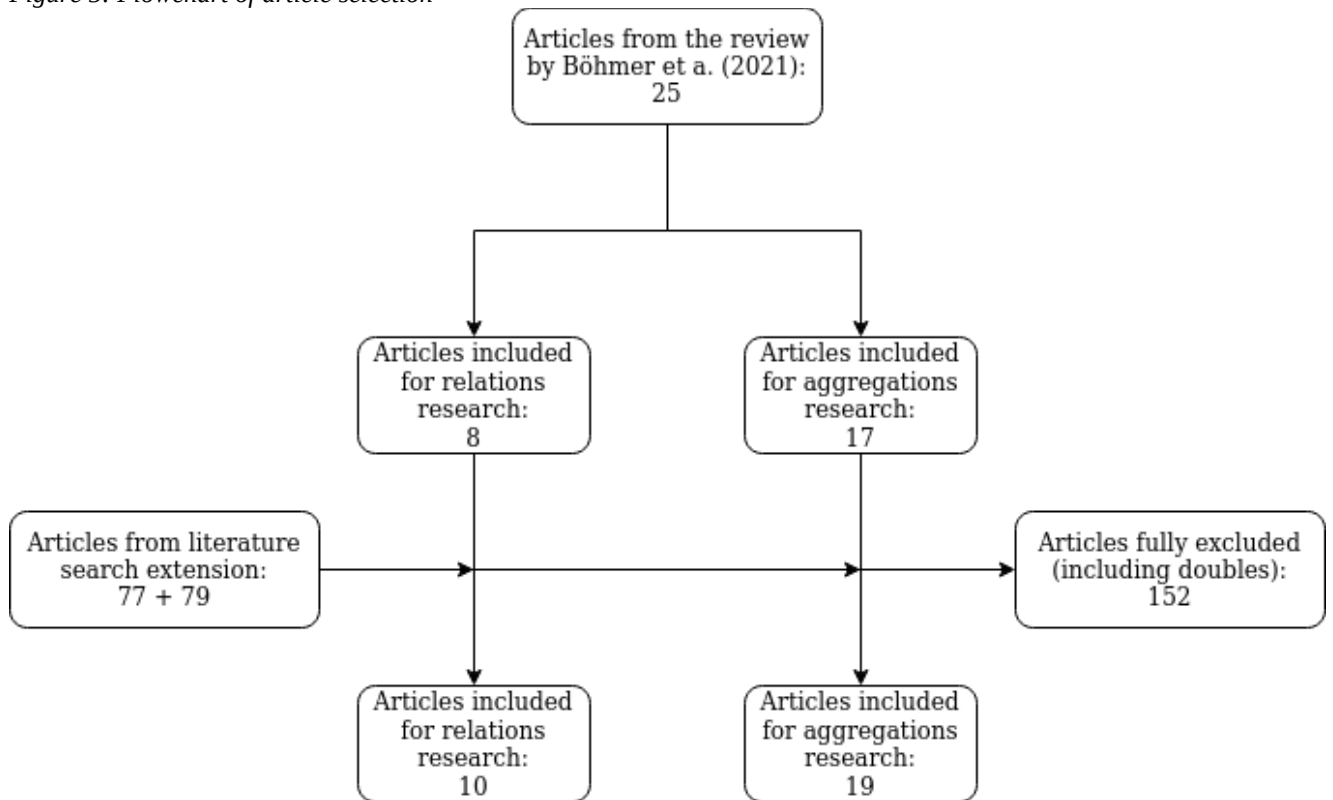 Figure 3: Flowchart of article selection
Articles from the review
by Böhmer et a. (2021):
25
Articles included
for relations
research:
8
Articles included
for aggregations
research:
17
Articles from literature
search extension:
77 + 79
Articles fully excluded
(including doubles):
152
Articles included
for relations
research:
10
Articles included
for aggregations
research:
19